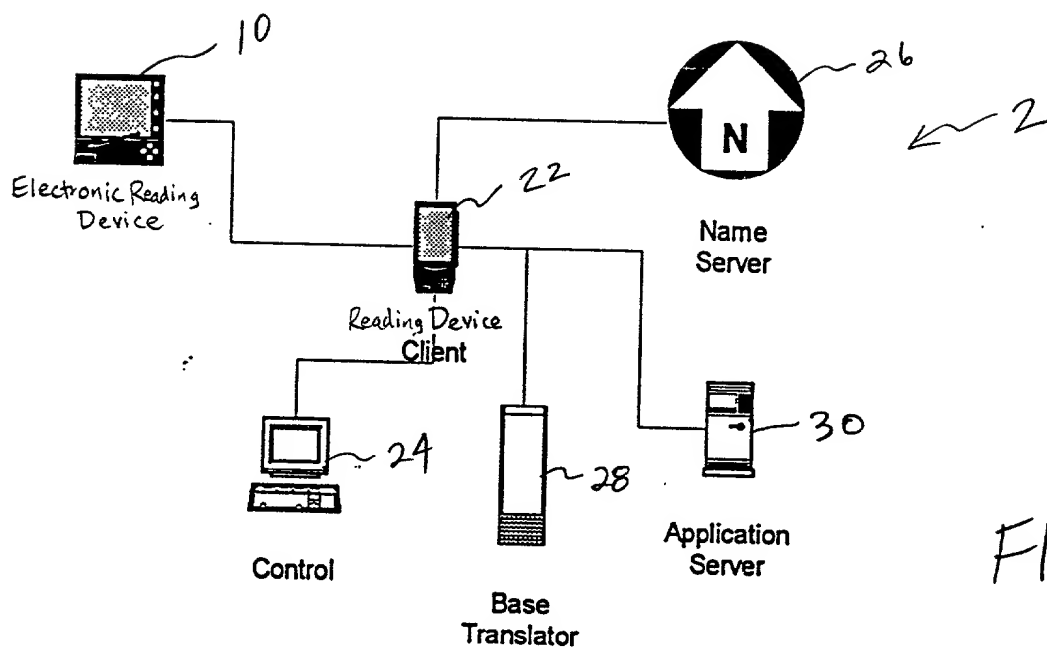 10
26
2
N
Electronic Reading
Device
22
Name
Server
Reading Device
Client
24
28
30
Control
Base
Translator
Application
Server